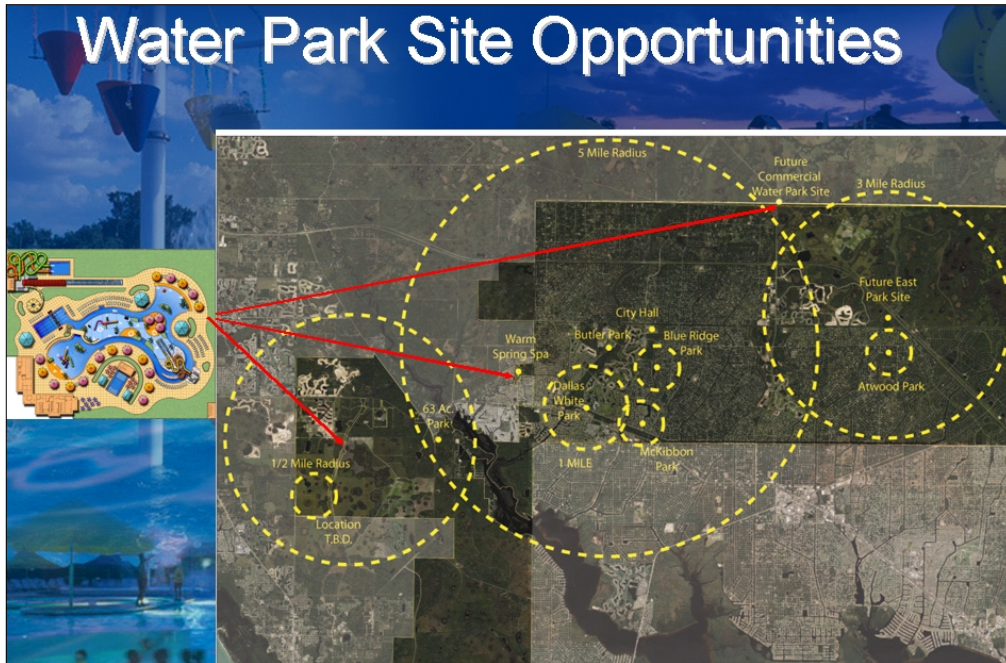 Water Park Site Opportunities
5 Mile Radius
Future
Commercial
Water Park Site
3 Mile Radius
Future East
Park Site
City Hall
Butler Park
Blue Ridge
Park
Warm
Spring Spa
Dallas
White
Park
Atwood Park
63 Ac.
Park
1/2 Mile Radius
1 MILE
McKibbon
Park
Location
T.B.D.